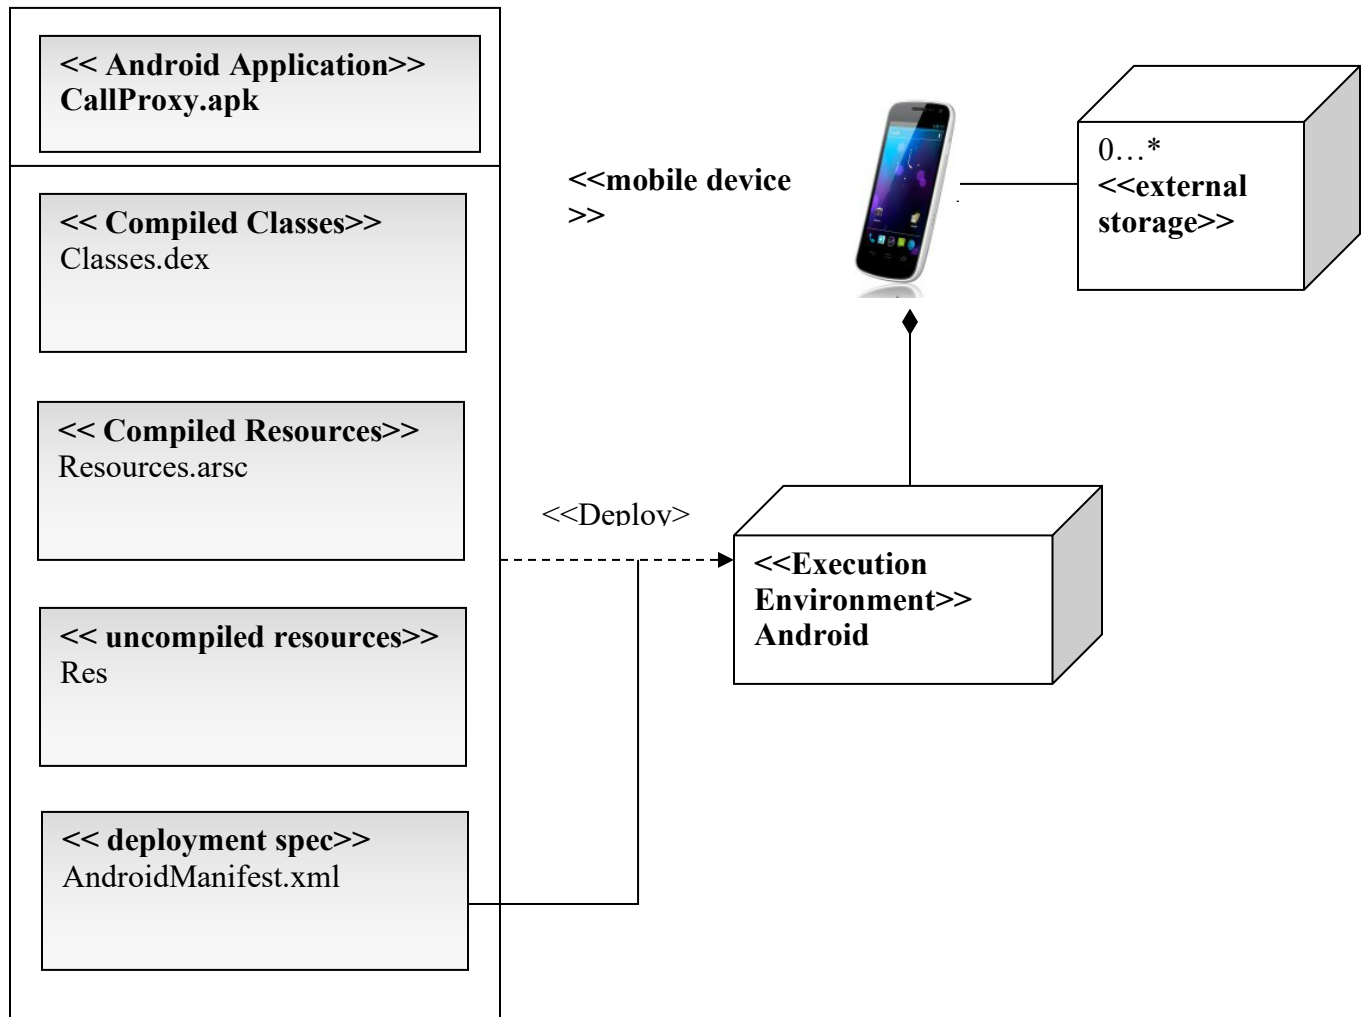 << Android Application>>
CallProxy.apk
<< Compiled Classes>>
Classes.dex
<< Compiled Resources>>
Resources.arsc
<< uncompiled resources>>
Res
<< deployment spec>>
AndroidManifest.xml
<<mobile device
>>
0…*
<<external
storage>>
<<Deploy>
<<Execution
Environment>>
Android